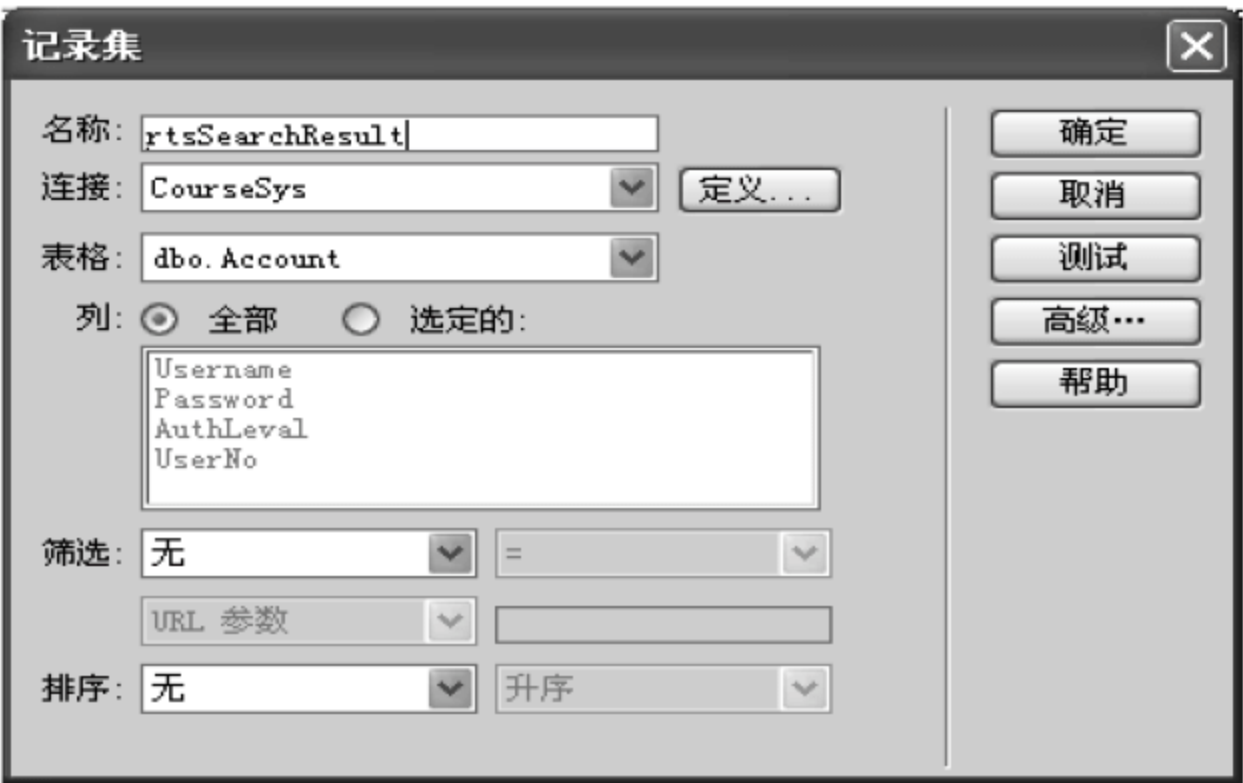 记录集
名称: rtsSearchResult 确定
连接: CourseSys 定义... 取消
表格: dbo.Account 测试
列: 全部 选定的: 高级…
Username 帮助
Password
AuthLeval
UserNo
筛选: 无 =
URL 参数
排序: 无 升序